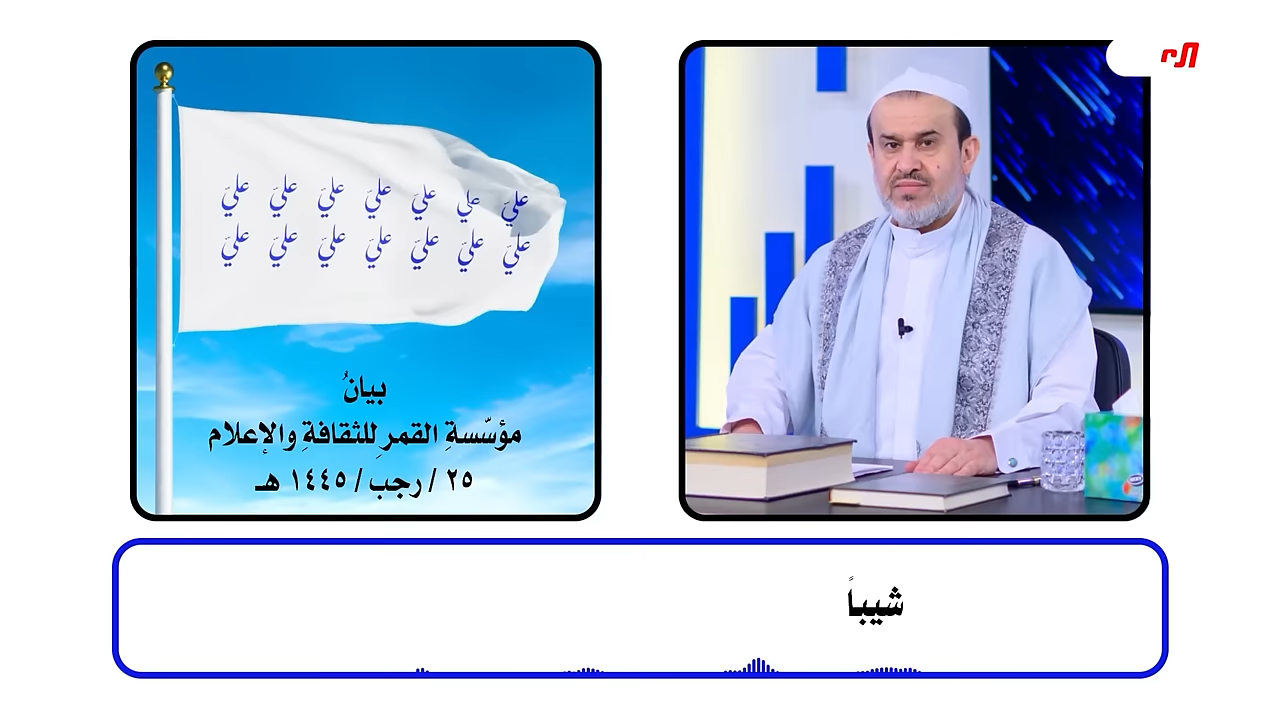 عليّ عليّ عليّ عليّ عليّ علي عليّ
عليّ عليّ عليّ عليّ عليّ عليّ عليّ
بيانُ
مؤسّسةِ القمرِ للثقافةِ والإعلام
٢٥ / رجب / ١٤٤٥ هـ
شيباً